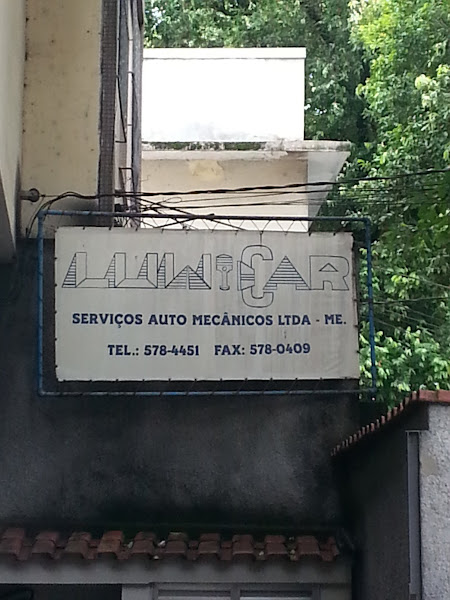 LUWICAR
SERVIÇOS AUTO MECÂNICOS LTDA - ME.
TEL.: 578-4451 FAX: 578-0409